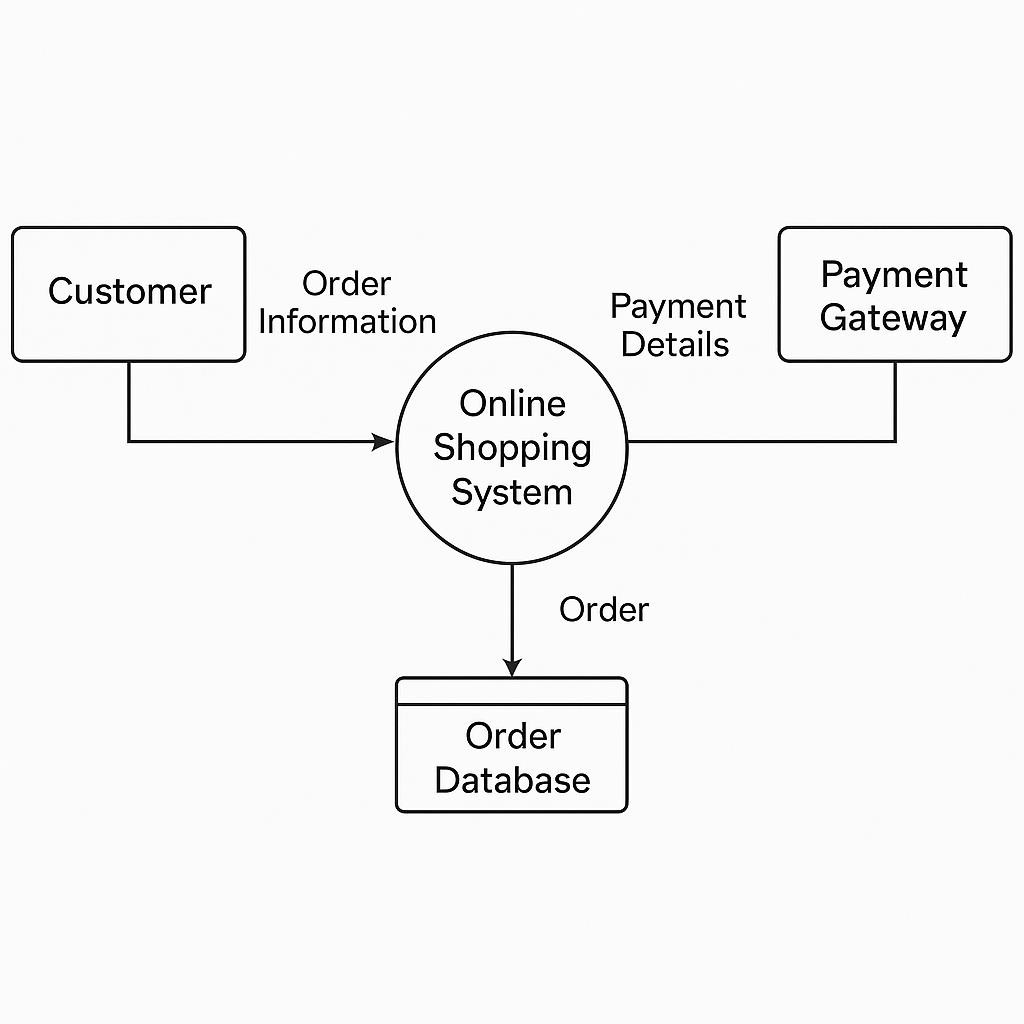 Customer
Order
Information
Payment
Details
Payment
Gateway
Online
Shopping
System
Order
Order
Database